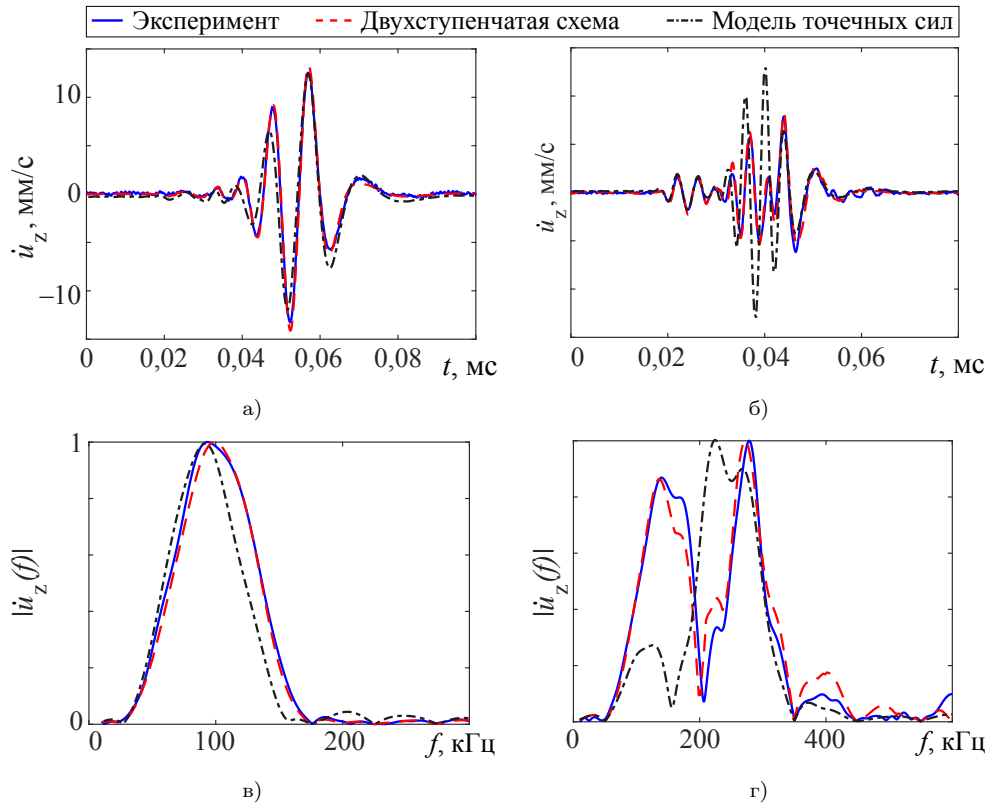 Эксперимент Двухступенчатая схема Модель точечных сил
10
0
−10
u̇z, мм/с
0 0,02 0,04 0,06 0,08 t, мс
а)
u̇z, мм/с
0 0,02 0,04 0,06 t, мс
б)
1
0
|u̇z(f)|
0 100 200 f, кГц
в)
|u̇z(f)|
0 200 400 f, кГц
г)